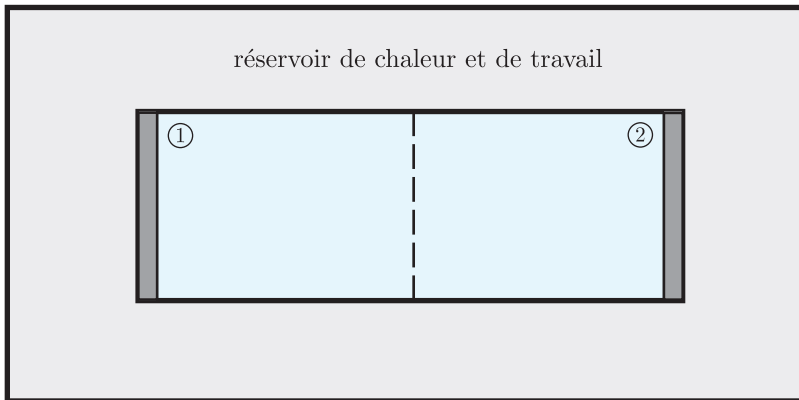 réservoir de chaleur et de travail
① ②